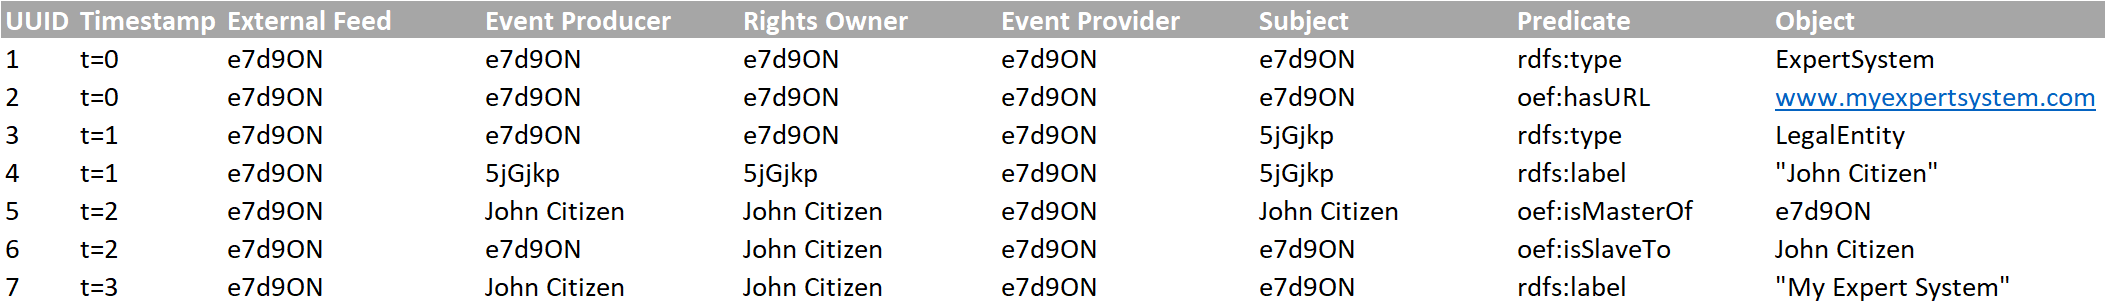 UUID Timestamp External Feed Event Producer Rights Owner Event Provider Subject Predicate Object
1 t=0 e7d9ON e7d9ON e7d9ON e7d9ON e7d9ON rdfs:type ExpertSystem
2 t=0 e7d9ON e7d9ON e7d9ON e7d9ON e7d9ON oef:hasURL www.myexpertsystem.com
3 t=1 e7d9ON e7d9ON e7d9ON e7d9ON 5jGjkp rdfs:type LegalEntity
4 t=1 e7d9ON 5jGjkp 5jGjkp e7d9ON 5jGjkp rdfs:label "John Citizen"
5 t=2 e7d9ON John Citizen John Citizen e7d9ON John Citizen oef:isMasterOf e7d9ON
6 t=2 e7d9ON e7d9ON John Citizen e7d9ON e7d9ON oef:isSlaveTo John Citizen
7 t=3 e7d9ON John Citizen John Citizen e7d9ON e7d9ON rdfs:label "My Expert System"